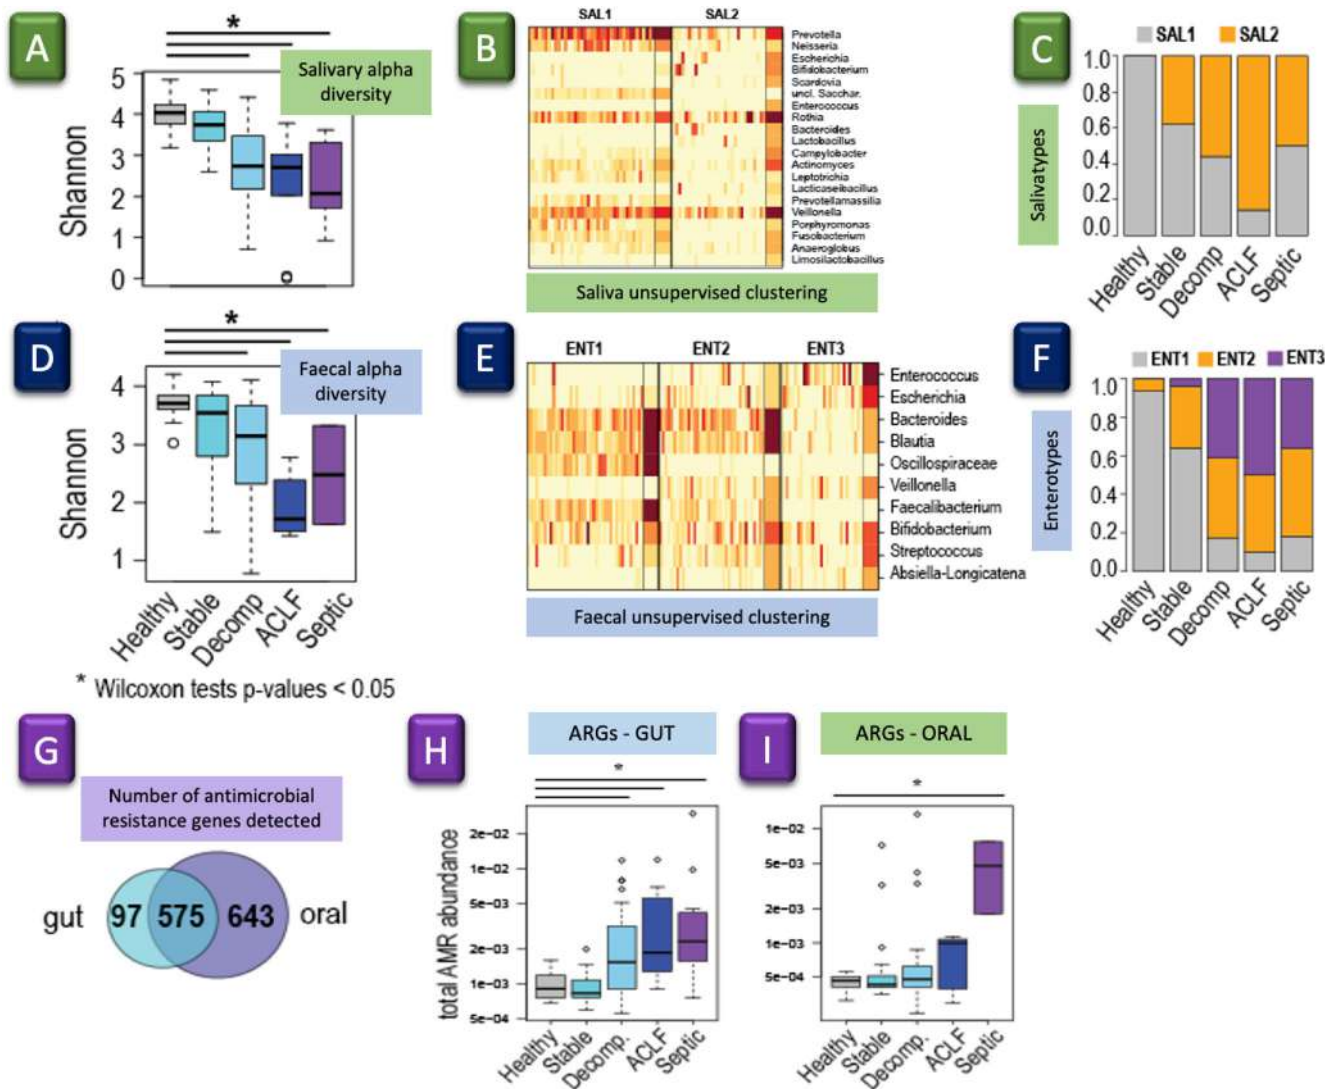 A
*
Salivary alpha
diversity
Shannon
5
4
3
2
1
0
B
SAL1
SAL2
Prevotella
Neisseria
Escherichia
Bifidobacterium
Scardovia
uncl. Sacchar.
Enterococcus
Rothia
Bacteroides
Lactobacillus
Campylobacter
Actinomyces
Leptotrichia
Lacticaseibacillus
Prevotellamassilia
Veillonella
Porphyromonas
Fusobacterium
Anaeroglobus
Limosilactobacillus
Saliva unsupervised clustering
C
SAL1 SAL2
Salivatypes
1.0
0.8
0.6
0.4
0.2
0.0
Healthy
Stable
Decomp
ACLF
Septic
D
*
Faecal alpha
diversity
Shannon
4
3
2
1
Healthy
Stable
Decomp
ACLF
Septic
* Wilcoxon tests p-values < 0.05
E
ENT1
ENT2
ENT3
Enterococcus
Escherichia
Bacteroides
Blautia
Oscillospiraceae
Veillonella
Faecalibacterium
Bifidobacterium
Streptococcus
Absiella-Longicatena
Faecal unsupervised clustering
F
ENT1 ENT2 ENT3
Enterotypes
1.0
0.8
0.6
0.4
0.2
0.0
Healthy
Stable
Decomp
ACLF
Septic
G
Number of antimicrobial
resistance genes detected
gut 97 575 643 oral
H
ARGs - GUT
*
total AMR abundance
2e-02
1e-02
5e-03
2e-03
1e-03
5e-04
Healthy
Stable
Decomp.
ACLF
Septic
I
ARGs - ORAL
*
1e-02
5e-03
2e-03
1e-03
5e-04
Healthy
Stable
Decomp.
ACLF
Septic